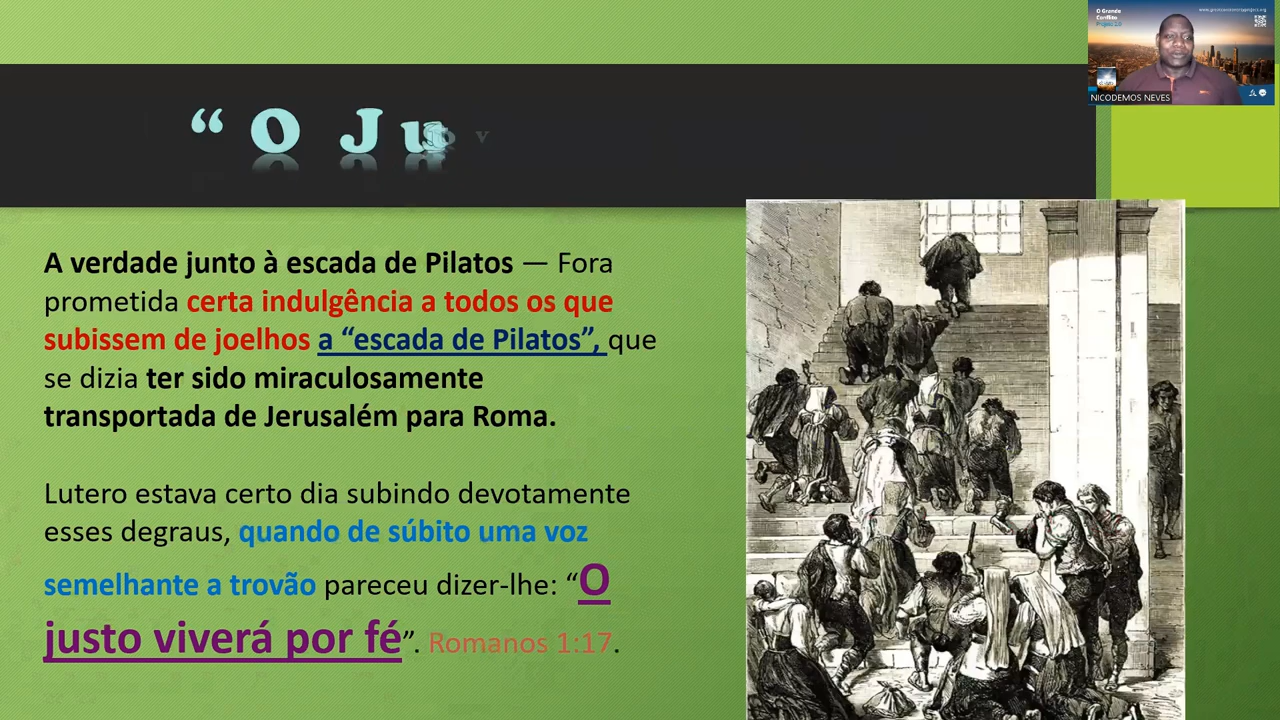 “ O Ju
A verdade junto à escada de Pilatos — Fora
prometida certa indulgência a todos os que
subissem de joelhos a “escada de Pilatos”, que
se dizia ter sido miraculosamente
transportada de Jerusalém para Roma.
Lutero estava certo dia subindo devotamente
esses degraus, quando de súbito uma voz
semelhante a trovão pareceu dizer-lhe: “O
justo viverá por fé”. Romanos 1:17.
O Grande
Conflito
NICODEMOS NEVES